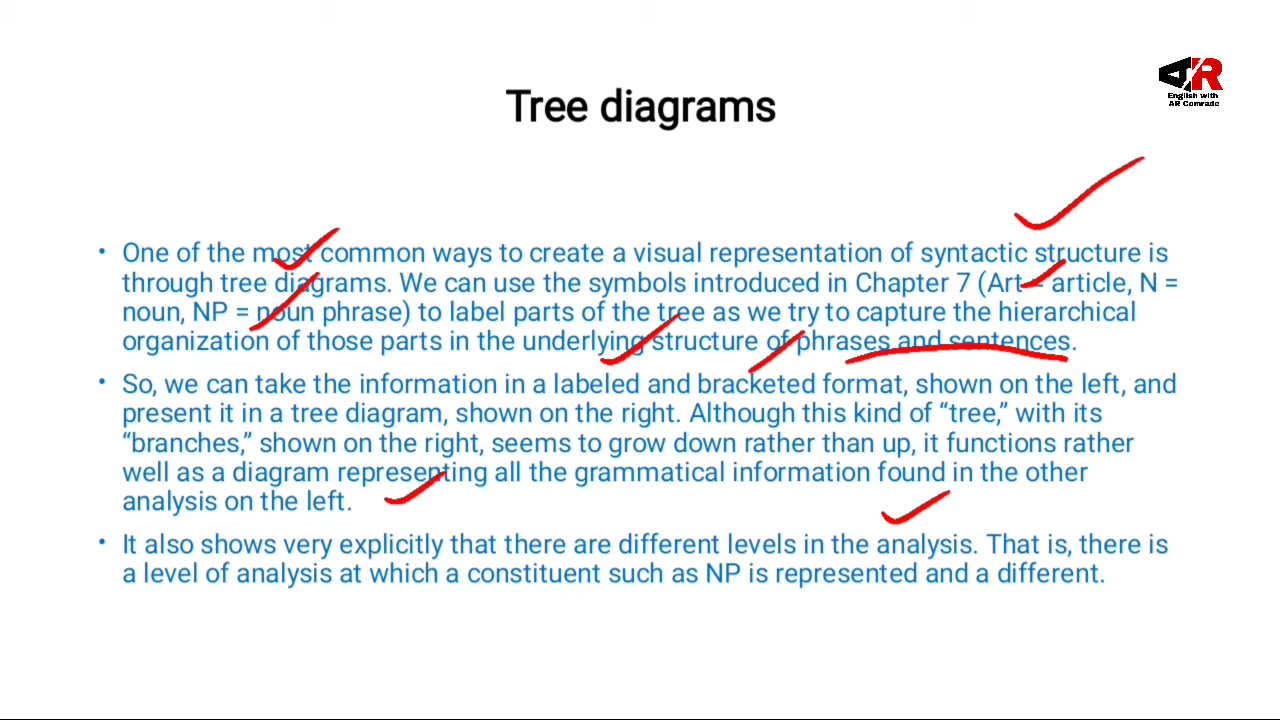 AR
English with
AR Comrade
Tree diagrams
• One of the most common ways to create a visual representation of syntactic structure is
through tree diagrams. We can use the symbols introduced in Chapter 7 (Art = article, N =
noun, NP = noun phrase) to label parts of the tree as we try to capture the hierarchical
organization of those parts in the underlying structure of phrases and sentences.
• So, we can take the information in a labeled and bracketed format, shown on the left, and
present it in a tree diagram, shown on the right. Although this kind of “tree,” with its
“branches,” shown on the right, seems to grow down rather than up, it functions rather
well as a diagram representing all the grammatical information found in the other
analysis on the left.
• It also shows very explicitly that there are different levels in the analysis. That is, there is
a level of analysis at which a constituent such as NP is represented and a different.